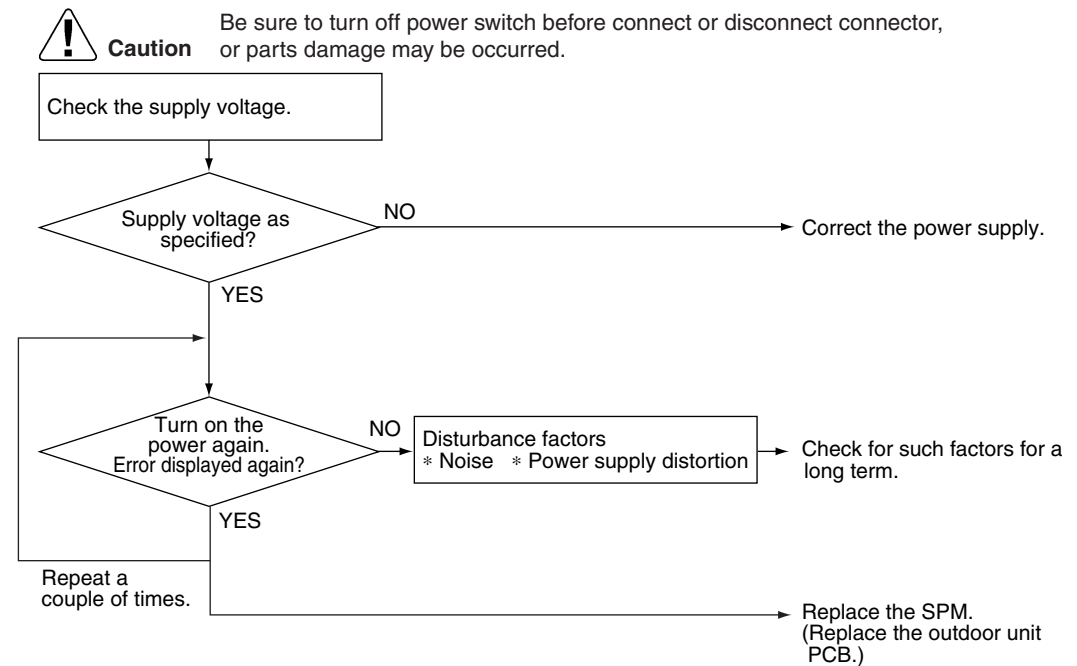 Be sure to turn off power switch before connect or disconnect connector,
Caution or parts damage may be occurred.
Check the supply voltage.
Supply voltage as
specified?
NO
Correct the power supply.
YES
Turn on the
power again.
Error displayed again?
NO
Disturbance factors
* Noise * Power supply distortion
Check for such factors for a
long term.
YES
Repeat a
couple of times.
Replace the SPM.
(Replace the outdoor unit
PCB.)